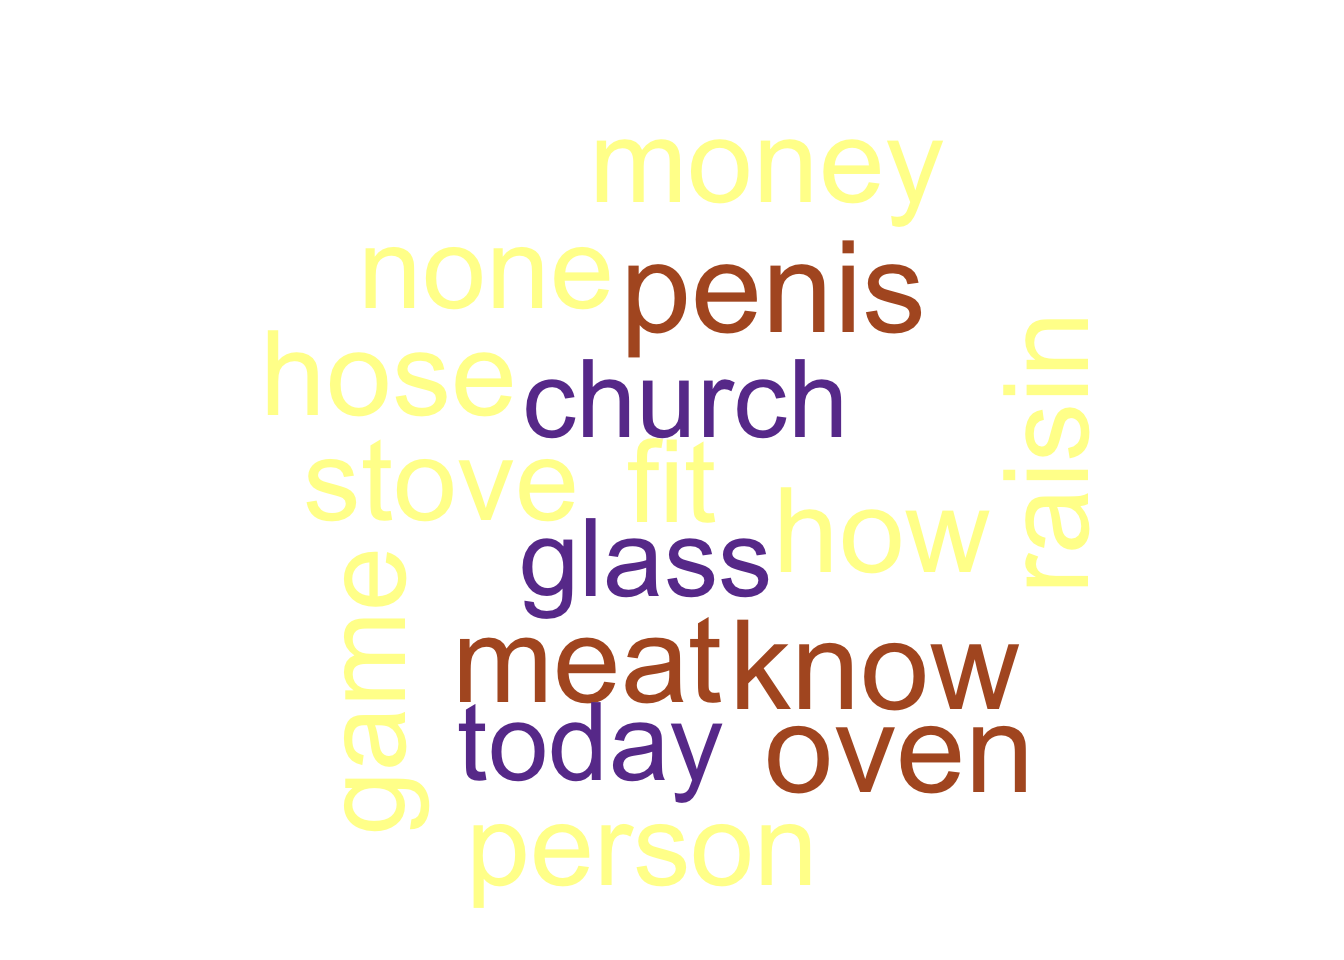 money
none
penis
hose
church
raisin
stove
fit
how
glass
game
meat
know
today
oven
person